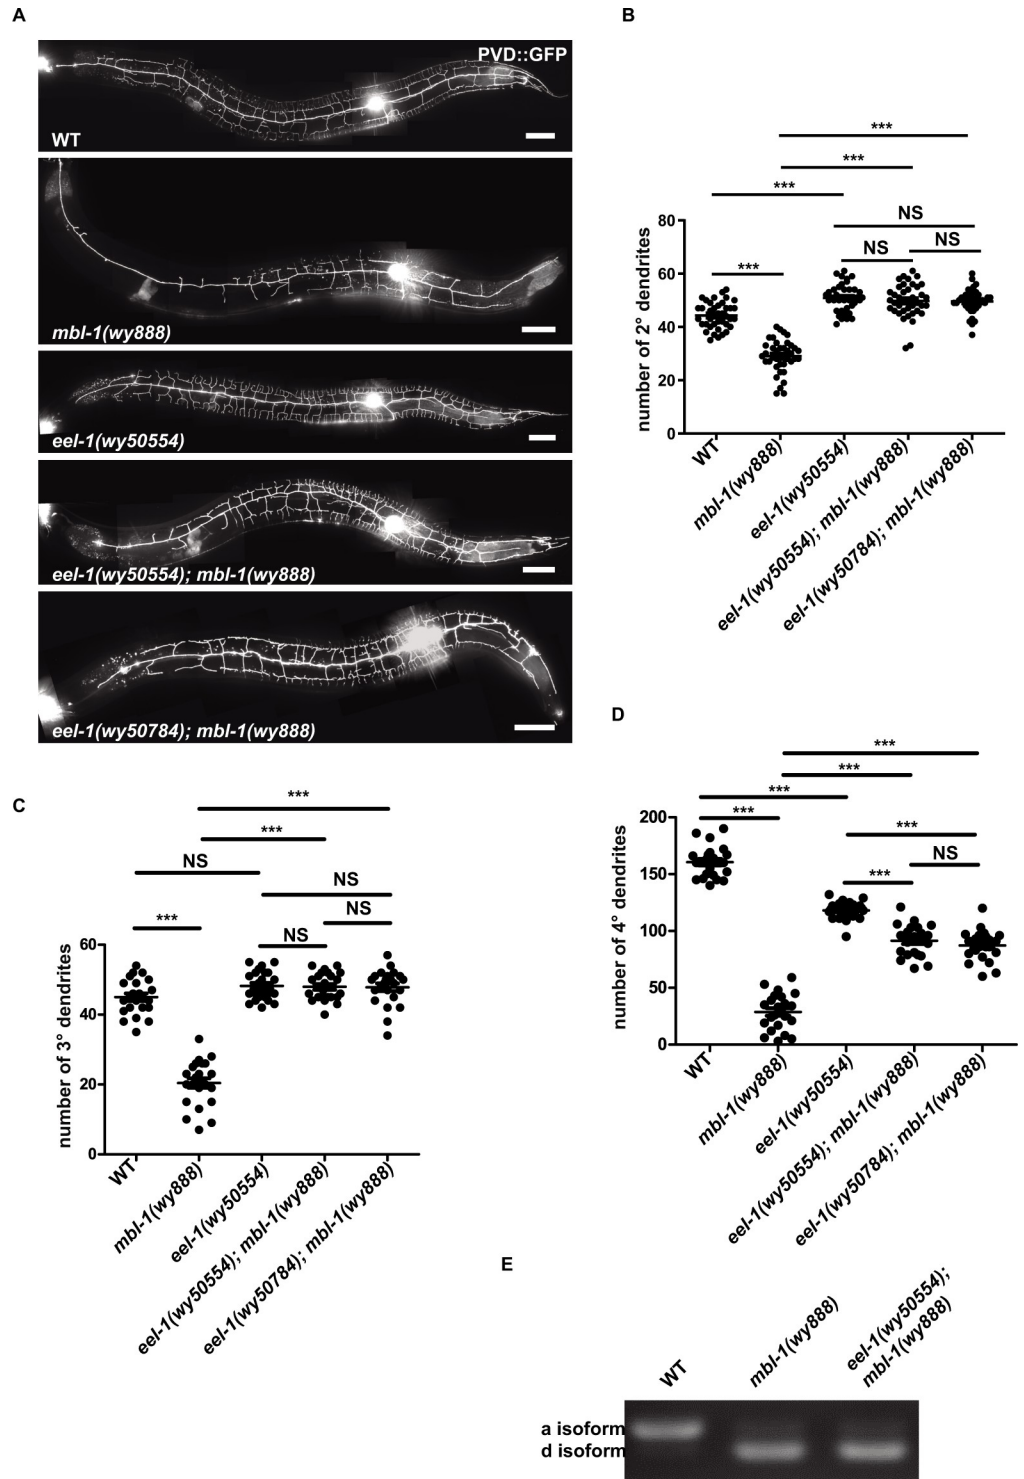 A
PVD::GFP
WT
mbl-1(wy888)
eel-1(wy50554)
eel-1(wy50554); mbl-1(wy888)
eel-1(wy50784); mbl-1(wy888)
B
***
***
***
NS
NS
NS
***
80
60
40
20
0
number of 2° dendrites
WT
mbl-1(wy888)
eel-1(wy50554)
eel-1(wy50554); mbl-1(wy888)
eel-1(wy50784); mbl-1(wy888)
C
***
***
NS
NS
NS
***
NS
60
40
20
0
number of 3° dendrites
WT
mbl-1(wy888)
eel-1(wy50554)
eel-1(wy50554); mbl-1(wy888)
eel-1(wy50784); mbl-1(wy888)
D
***
***
***
***
***
NS
***
200
150
100
50
0
number of 4° dendrites
WT
mbl-1(wy888)
eel-1(wy50554)
eel-1(wy50554); mbl-1(wy888)
eel-1(wy50784); mbl-1(wy888)
E
WT
mbl-1(wy888)
eel-1(wy50554);
mbl-1(wy888)
a isoform
d isoform